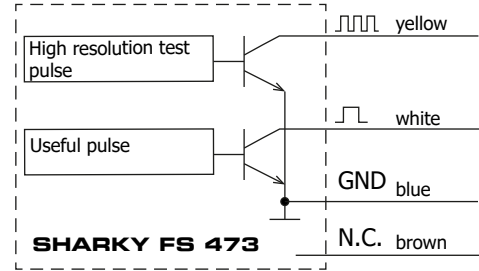 High resolution test
pulse
yellow
Useful pulse
white
GND blue
SHARKY FS 473
N.C. brown